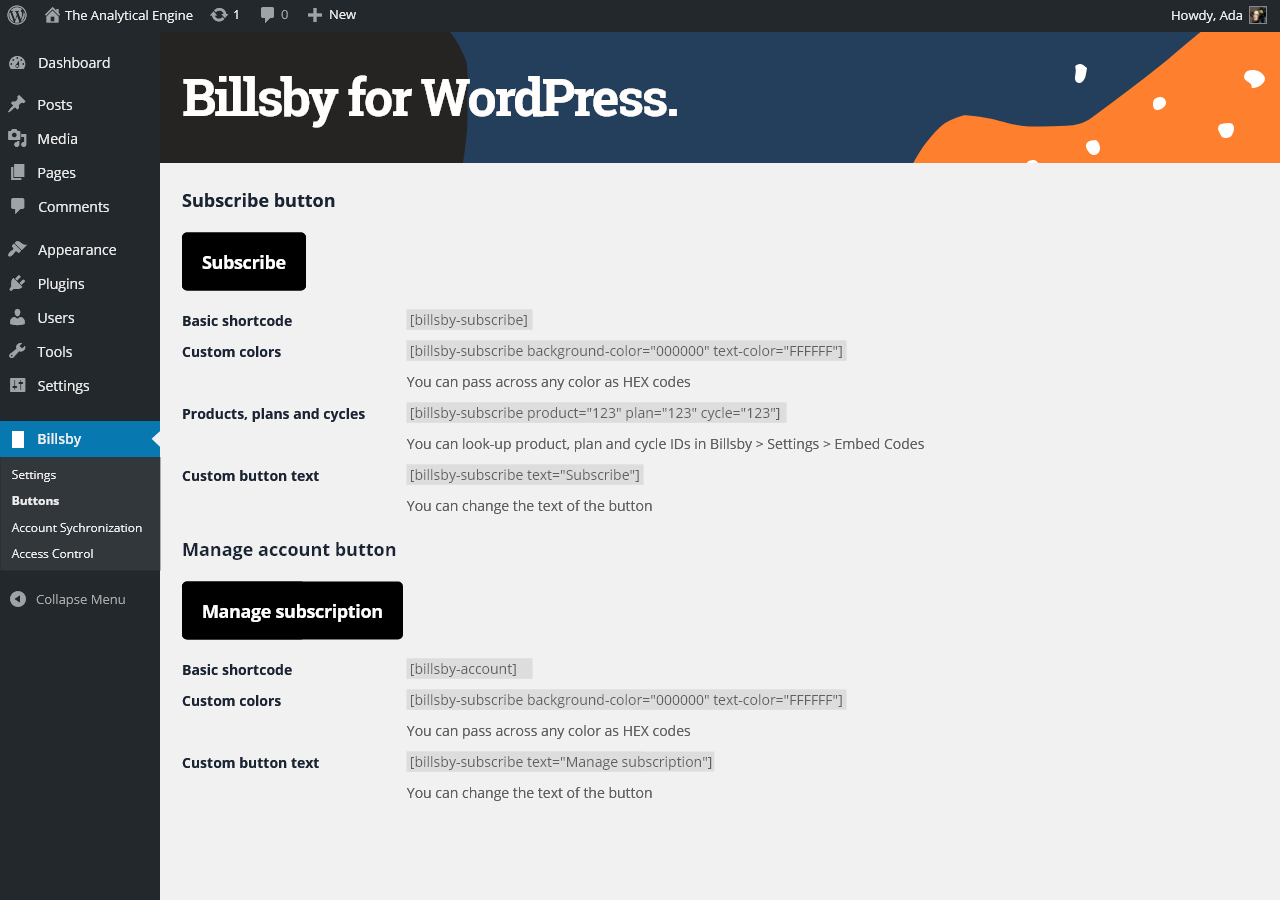 The Analytical Engine 1 0 New Howdy, Ada
Dashboard
Posts
Media
Pages
Comments
Appearance
Plugins
Users
Tools
Settings
Billsby
Settings
Buttons
Account Sychronization
Access Control
Collapse Menu
Billsby for WordPress.
Subscribe button
Subscribe
Basic shortcode [billsby-subscribe]
Custom colors [billsby-subscribe background-color="000000" text-color="FFFFFF"]
You can pass across any color as HEX codes
Products, plans and cycles [billsby-subscribe product="123" plan="123" cycle="123"]
You can look-up product, plan and cycle IDs in Billsby > Settings > Embed Codes
Custom button text [billsby-subscribe text="Subscribe"]
You can change the text of the button
Manage account button
Manage subscription
Basic shortcode [billsby-account]
Custom colors [billsby-subscribe background-color="000000" text-color="FFFFFF"]
You can pass across any color as HEX codes
Custom button text [billsby-subscribe text="Manage subscription"]
You can change the text of the button